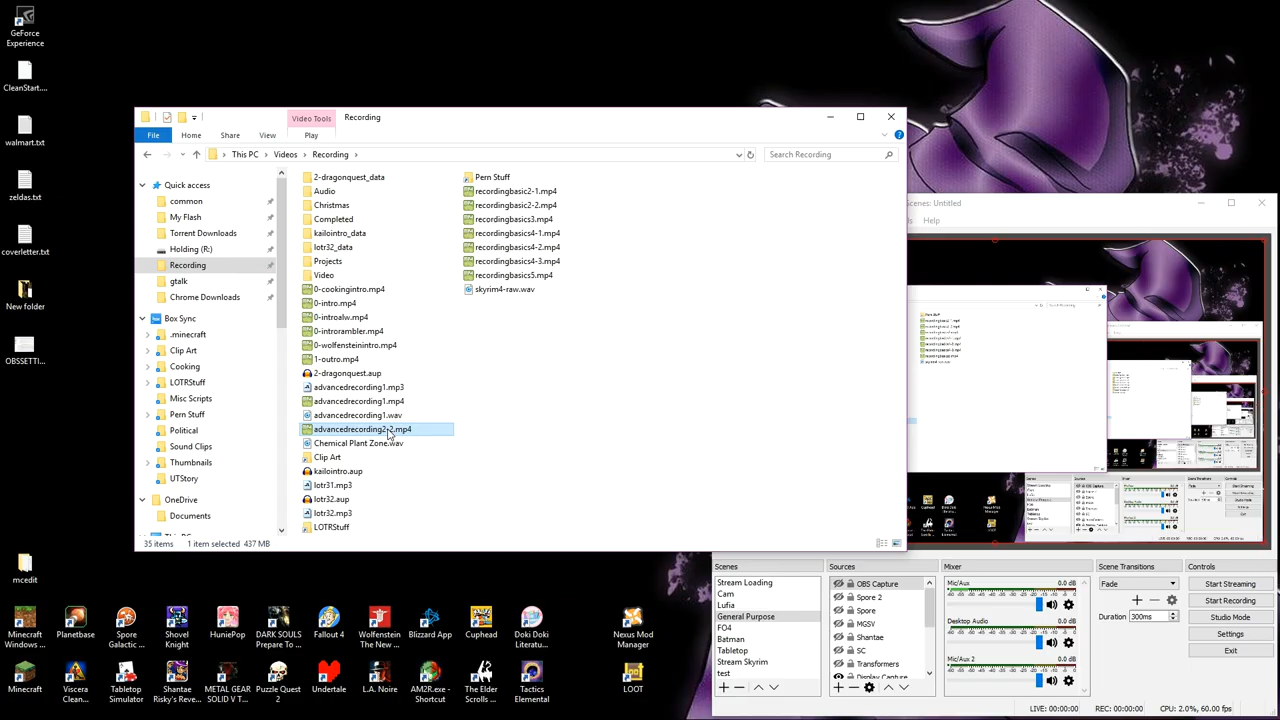 GeForce
Experience
CleanStart....
walmart.txt
zeldas.txt
coverletter.txt
New folder
OBSSETTI...
mcedit
Video Tools
Recording
File
Home
Share
View
Play
This PC
Videos
Recording
Search Recording
Quick access
common
My Flash
Torrent Downloads
Holding (R:)
Recording
gtalk
Chrome Downloads
Box Sync
.minecraft
Clip Art
Cooking
LOTRStuff
Misc Scripts
Pern Stuff
Political
Sound Clips
Thumbnails
UTStory
OneDrive
Documents
2-dragonquest_data
Audio
Christmas
Completed
kailointro_data
lotr32_data
Projects
Video
0-cookingintro.mp4
0-intro.mp4
0-introalw.mp4
0-introrambler.mp4
0-wolfensteinintro.mp4
1-outro.mp4
2-dragonquest.aup
advancedrecording1.mp3
advancedrecording1.mp4
advancedrecording1.wav
advancedrecording2-2.mp4
Chemical Plant Zone.wav
Clip Art
kailointro.aup
lotr31.mp3
lotr32.aup
lotr32.mp3
LOTRStuff
Pern Stuff
recordingbasic2-1.mp4
recordingbasic2-2.mp4
recordingbasics3.mp4
recordingbasics4-1.mp4
recordingbasics4-2.mp4
recordingbasics4-3.mp4
recordingbasics5.mp4
skyrim4-raw.wav
35 items
1 item selected 437 MB
Scenes: Untitled
Help
Scenes
Stream Loading
Cam
Lufia
General Purpose
FO4
Batman
Tabletop
Stream Skyrim
test
Sources
OBS Capture
Spore 2
Spore
MGSV
Shantae
SC
Transformers
Display Capture
Mixer
Mic/Aux
0.0 dB
Desktop Audio
0.0 dB
Mic/Aux 2
0.0 dB
Scene Transitions
Fade
Duration
300ms
Controls
Start Streaming
Start Recording
Studio Mode
Settings
Exit
LIVE: 00:00:00
REC: 00:00:00
CPU: 2.0%, 60.00 fps
Minecraft
Windows ...
Planetbase
Spore
Galactic ...
Shovel
Knight
HuniePop
DARK SOULS
Prepare To ...
Fallout 4
Wolfenstein
The New ...
Blizzard App
Cuphead
Doki Doki
Literatu...
Nexus Mod
Manager
Minecraft
Viscera
Clean...
Tabletop
Simulator
Shantae
Risky's Reve...
METAL GEAR
SOLID V T...
Puzzle Quest
2
Undertale
L.A. Noire
AM2R.exe -
Shortcut
The Elder
Scrolls ...
Tactics
Elemental
LOOT